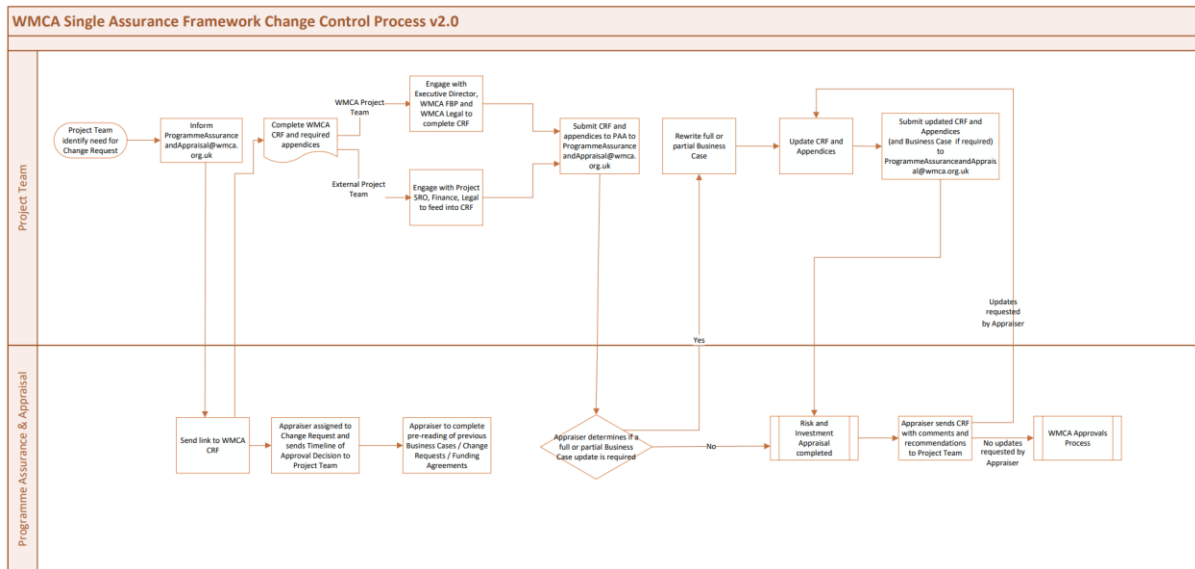 WMCA Single Assurance Framework Change Control Process v2.0
Project Team
Project Team
identify need for
Change Request
Inform
ProgrammeAssurance
andAppraisal@wmca.
org.uk
Complete WMCA
CRF and required
appendices
WMCA Project
Team
External Project
Team
Engage with
Executive Director,
WMCA FBP and
WMCA Legal to
complete CRF
Engage with Project
SRO, Finance, Legal
to feed into CRF
Submit CRF and
appendices to PAA to
ProgrammeAssurance
andAppraisal@wmca.
org.uk
Rewrite full or
partial Business
Case
Update CRF and
Appendices
Submit updated CRF and
Appendices
(and Business Case if required)
to
ProgrammeAssuranceandApprais
al@wmca.org.uk
Updates
requested
by Appraiser
Yes
Programme Assurance & Appraisal
Send link to WMCA
CRF
Appraiser assigned to
Change Request and
sends Timeline of
Approval Decision to
Project Team
Appraiser to complete
pre-reading of previous
Business Cases / Change
Requests / Funding
Agreements
Appraiser determines if a
full or partial Business
Case update is required
No
Risk and
Investment
Appraisal
completed
Appraiser sends CRF
with comments and
recommendations
to Project Team
No updates
requested by
Appraiser
WMCA Approvals
Process